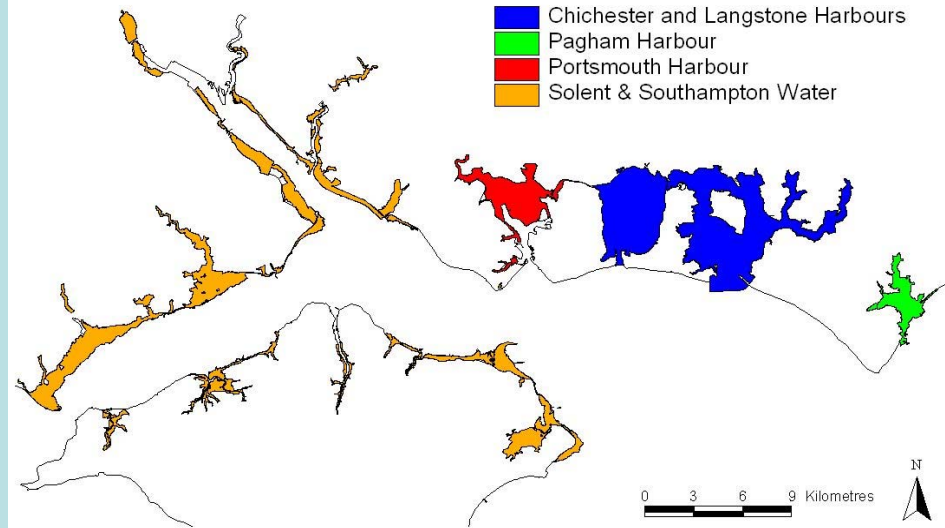 Chichester and Langstone Harbours
Pagham Harbour
Portsmouth Harbour
Solent & Southampton Water
N
0 3 6 9 Kilometres